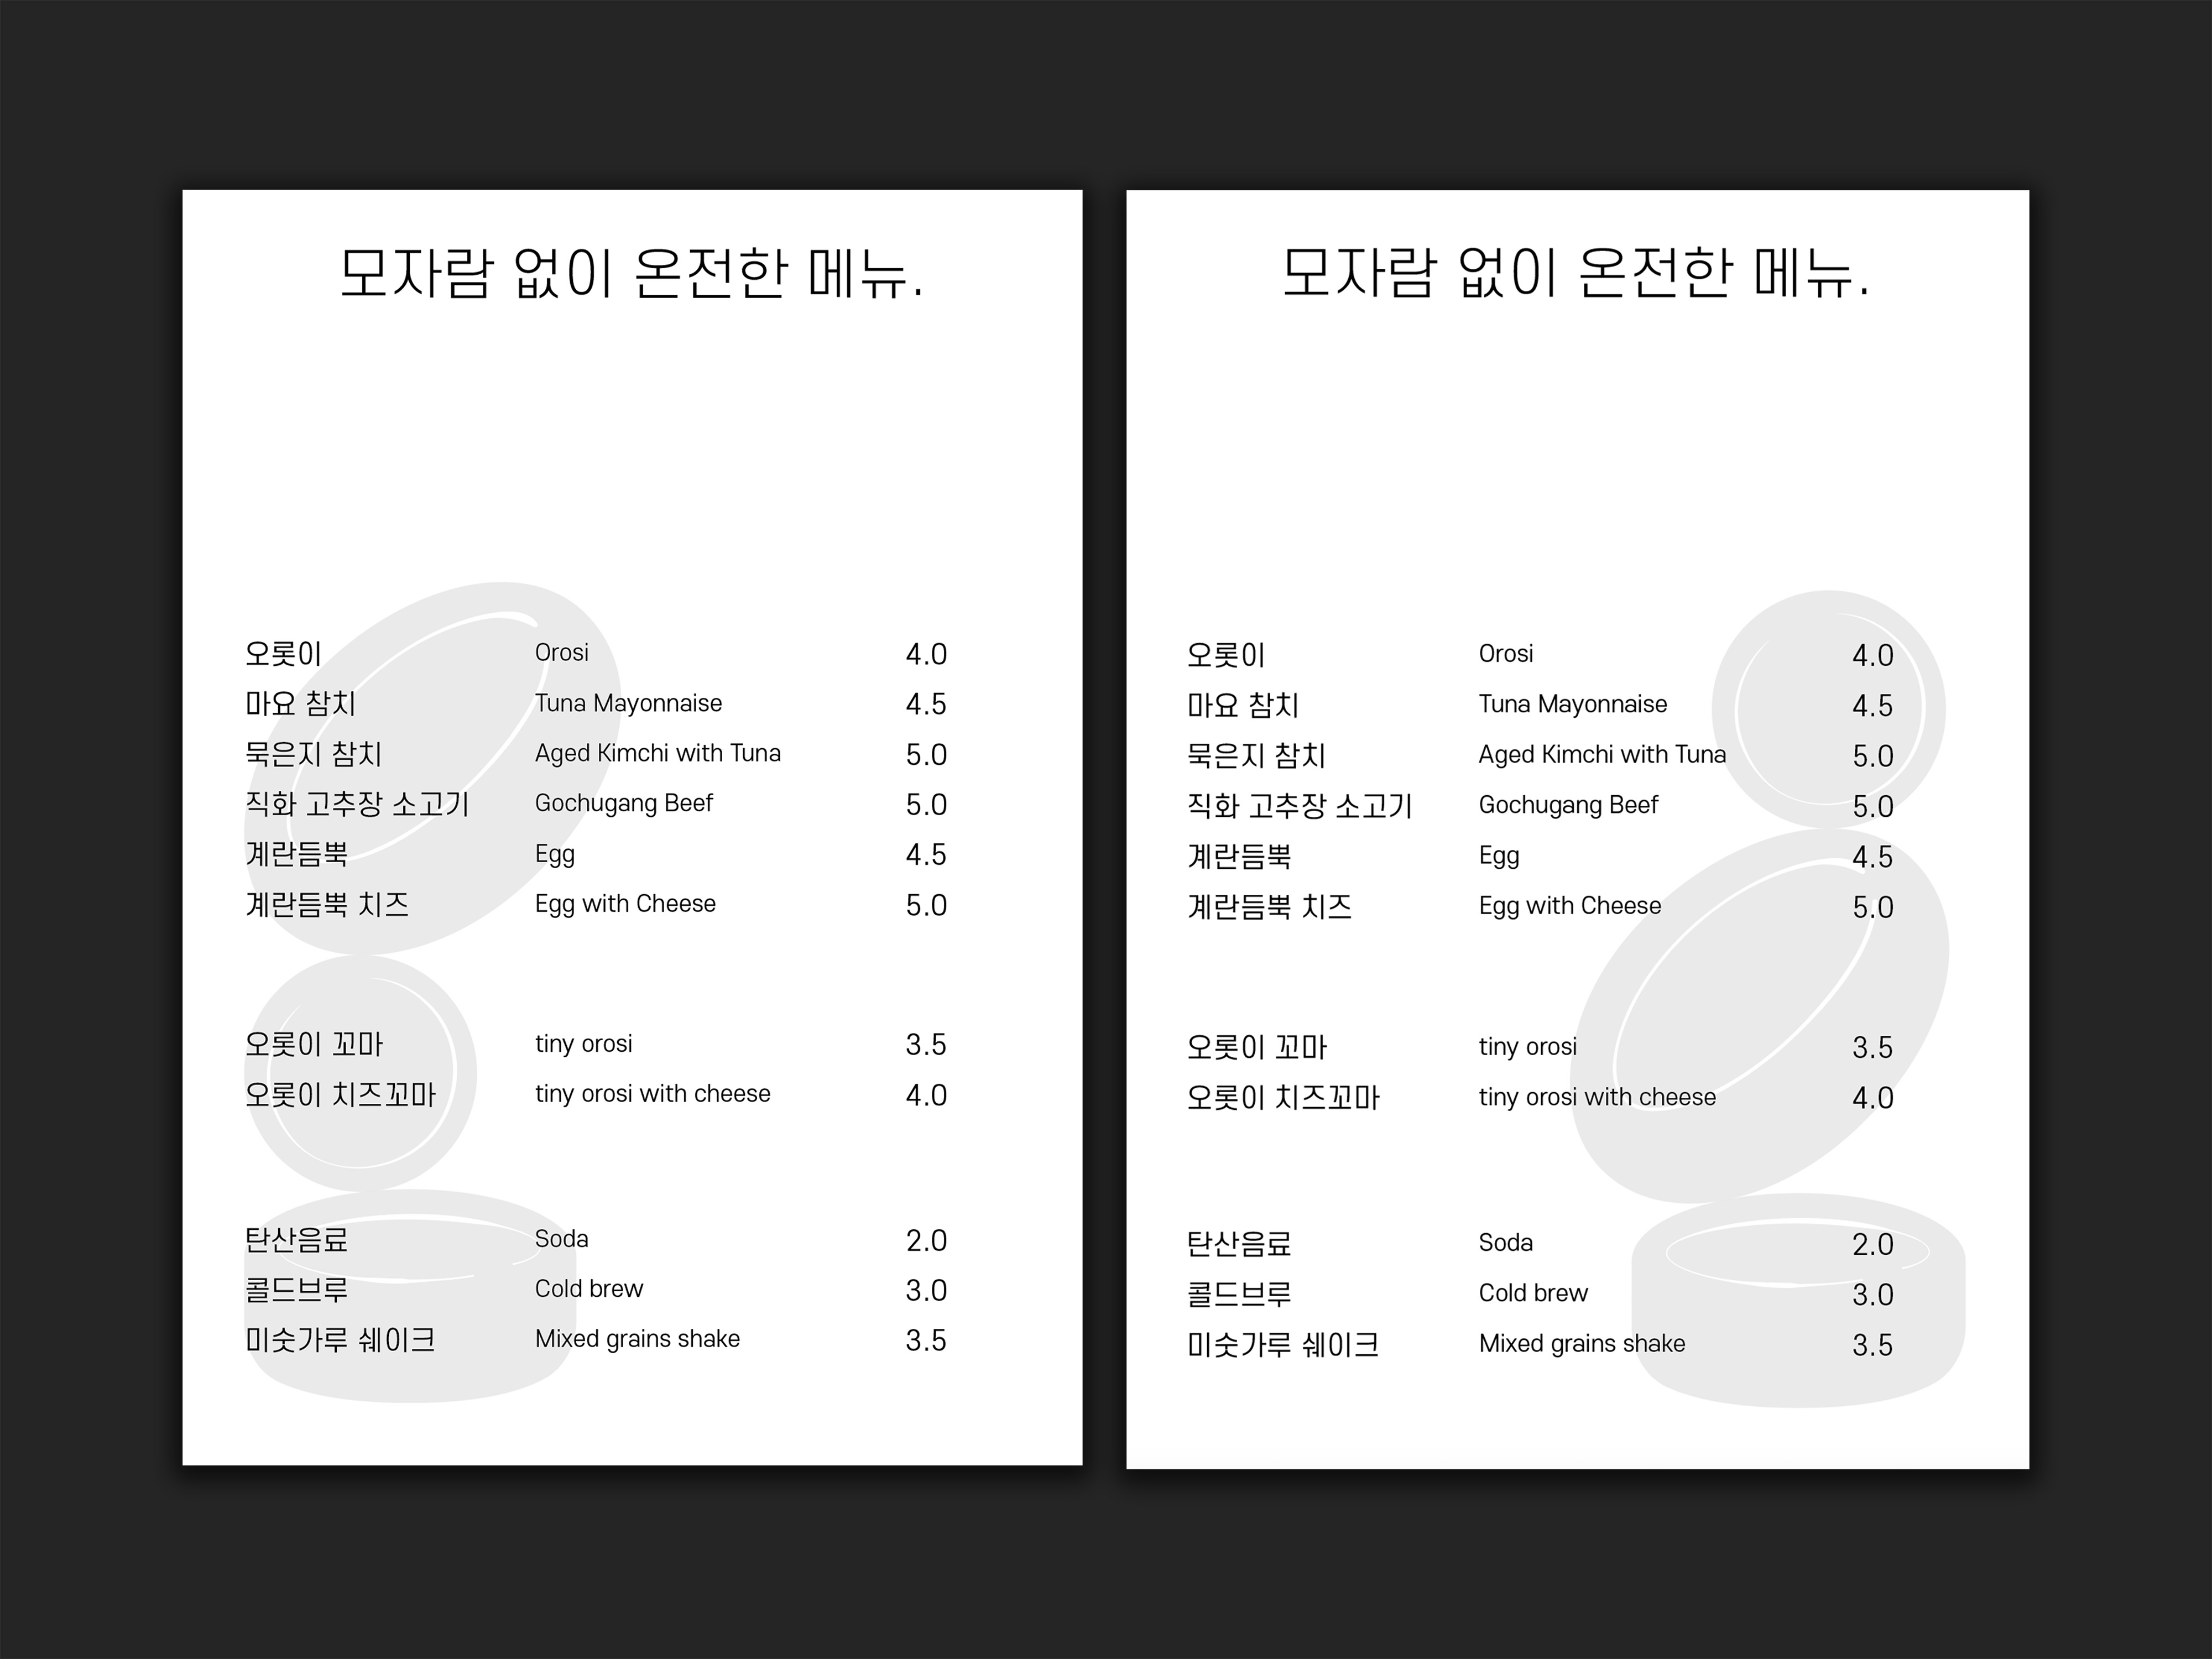 모자람 없이 온전한 메뉴.
오롯이 Orosi 4.0
마요 참치 Tuna Mayonnaise 4.5
묵은지 참치 Aged Kimchi with Tuna 5.0
직화 고추장 소고기 Gochugang Beef 5.0
계란듬뿍 Egg 4.5
계란듬뿍 치즈 Egg with Cheese 5.0
오롯이 꼬마 tiny orosi 3.5
오롯이 치즈꼬마 tiny orosi with cheese 4.0
탄산음료 Soda 2.0
콜드브루 Cold brew 3.0
미숫가루 쉐이크 Mixed grains shake 3.5
모자람 없이 온전한 메뉴.
오롯이 Orosi 4.0
마요 참치 Tuna Mayonnaise 4.5
묵은지 참치 Aged Kimchi with Tuna 5.0
직화 고추장 소고기 Gochugang Beef 5.0
계란듬뿍 Egg 4.5
계란듬뿍 치즈 Egg with Cheese 5.0
오롯이 꼬마 tiny orosi 3.5
오롯이 치즈꼬마 tiny orosi with cheese 4.0
탄산음료 Soda 2.0
콜드브루 Cold brew 3.0
미숫가루 쉐이크 Mixed grains shake 3.5